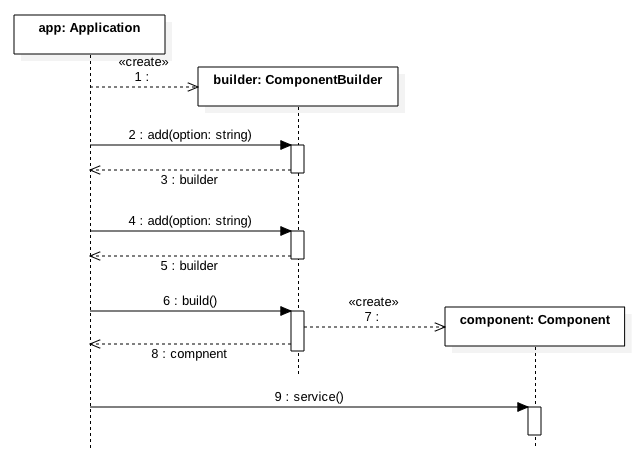 app: Application
«create»
1 :
builder: ComponentBuilder
2 : add(option: string)
3 : builder
4 : add(option: string)
5 : builder
6 : build()
«create»
7 :
component: Component
8 : compnent
9 : service()